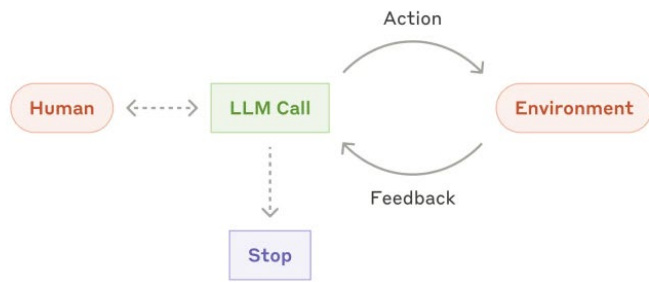 Action
Human
LLM Call
Environment
Feedback
Stop